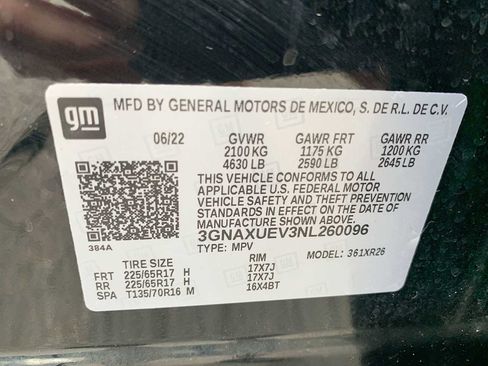 gm
MFD BY GENERAL MOTORS DE MEXICO, S. DE R.L. DE C.V.
06/22 GVWR GAWR FRT GAWR RR
2100 KG 1175 KG 1200 KG
4630 LB 2590 LB 2645 LB
THIS VEHICLE CONFORMS TO ALL
APPLICABLE U.S. FEDERAL MOTOR
VEHICLE SAFETY AND THEFT PREVENTION
STANDARDS IN EFFECT ON THE DATE OF
MANUFACTURE SHOWN ABOVE.
384A 3GNAXUEV3NL260096
TYPE: MPV MODEL: 361XR26
TIRE SIZE RIM
FRT 225/65R17 H 17X7J
RR 225/65R17 H 17X7J
SPA T135/70R16 M 16X4BT